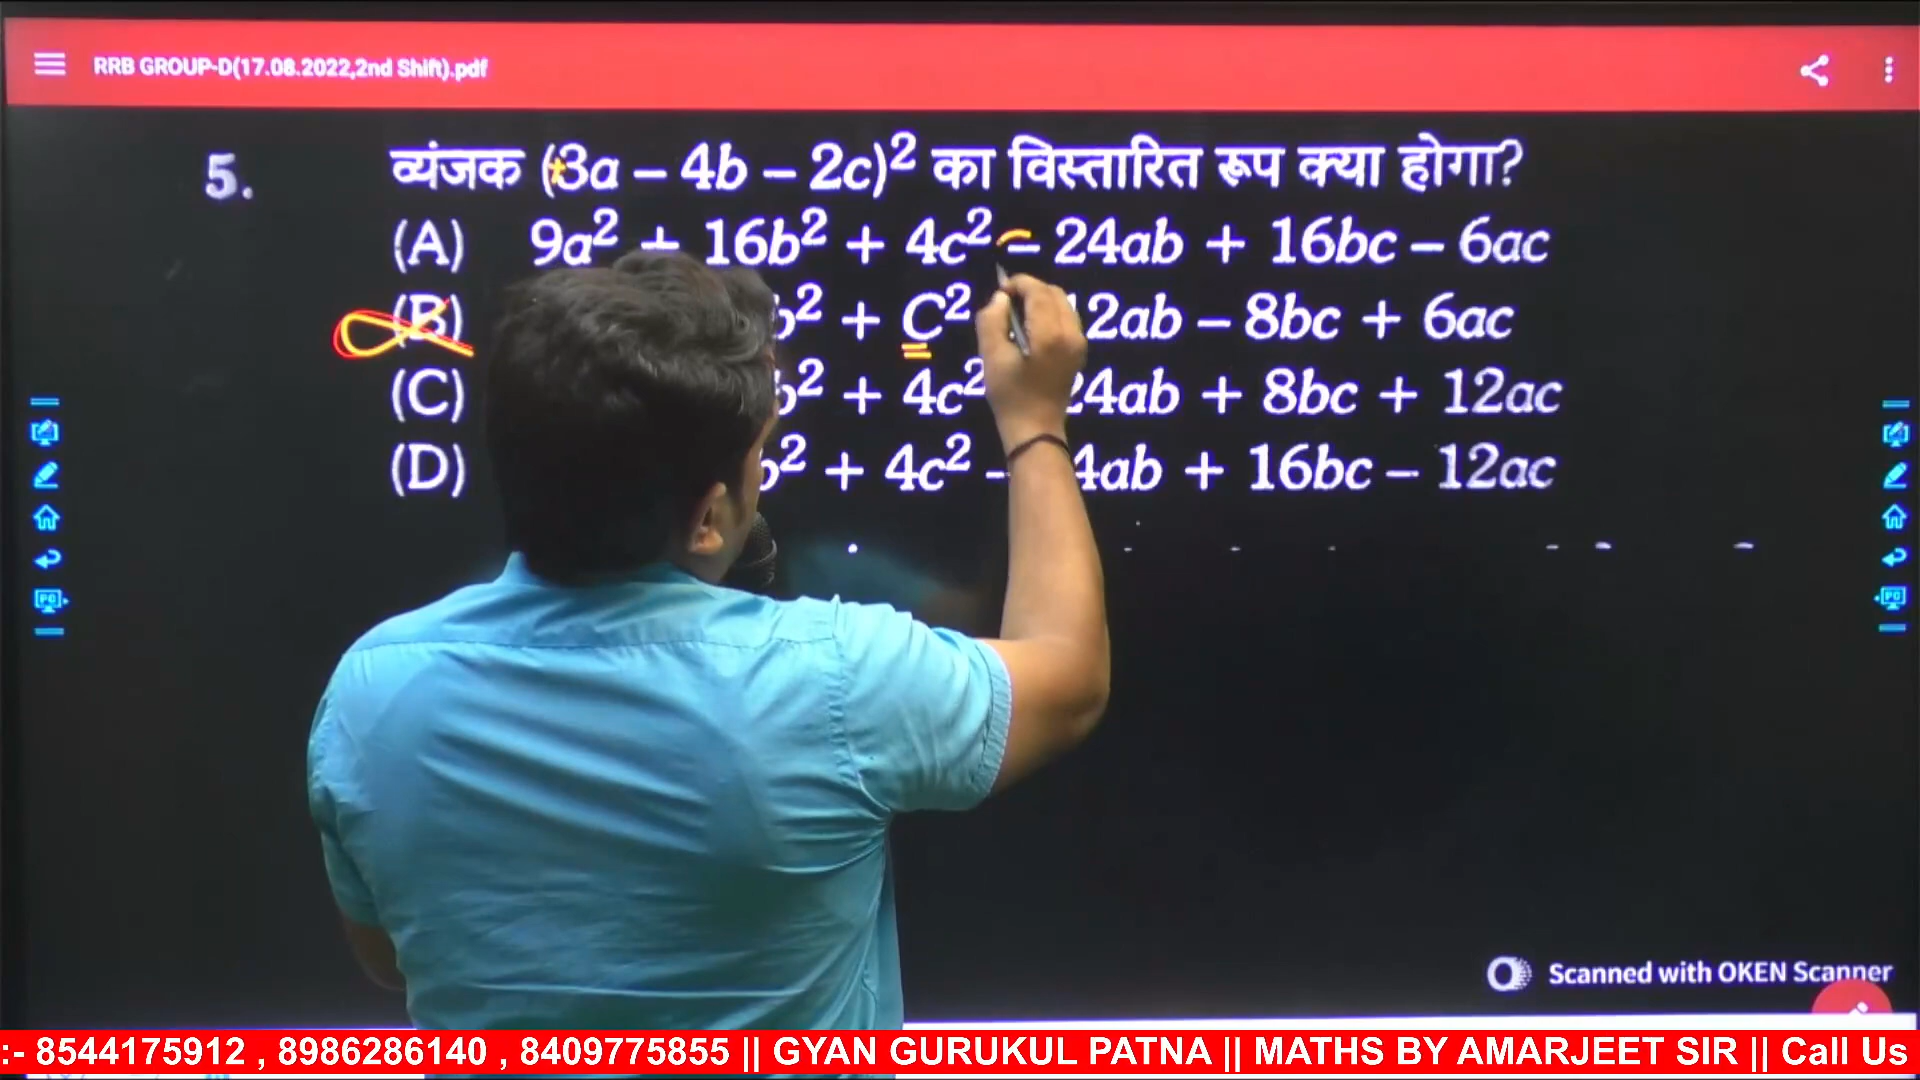 RRB GROUP-D(17.08.2022,2nd Shift).pdf
5. व्यंजक (3a – 4b – 2c)² का विस्तारित रूप क्या होगा?
(A) 9a² + 16b² + 4c² – 24ab + 16bc – 6ac
(B) b² + C² 12ab – 8bc + 6ac
(C) b² + 4c² 24ab + 8bc + 12ac
(D) b² + 4c² - 4ab + 16bc – 12ac
Scanned with OKEN Scanner
:- 8544175912 , 8986286140 , 8409775855 || GYAN GURUKUL PATNA || MATHS BY AMARJEET SIR || Call Us